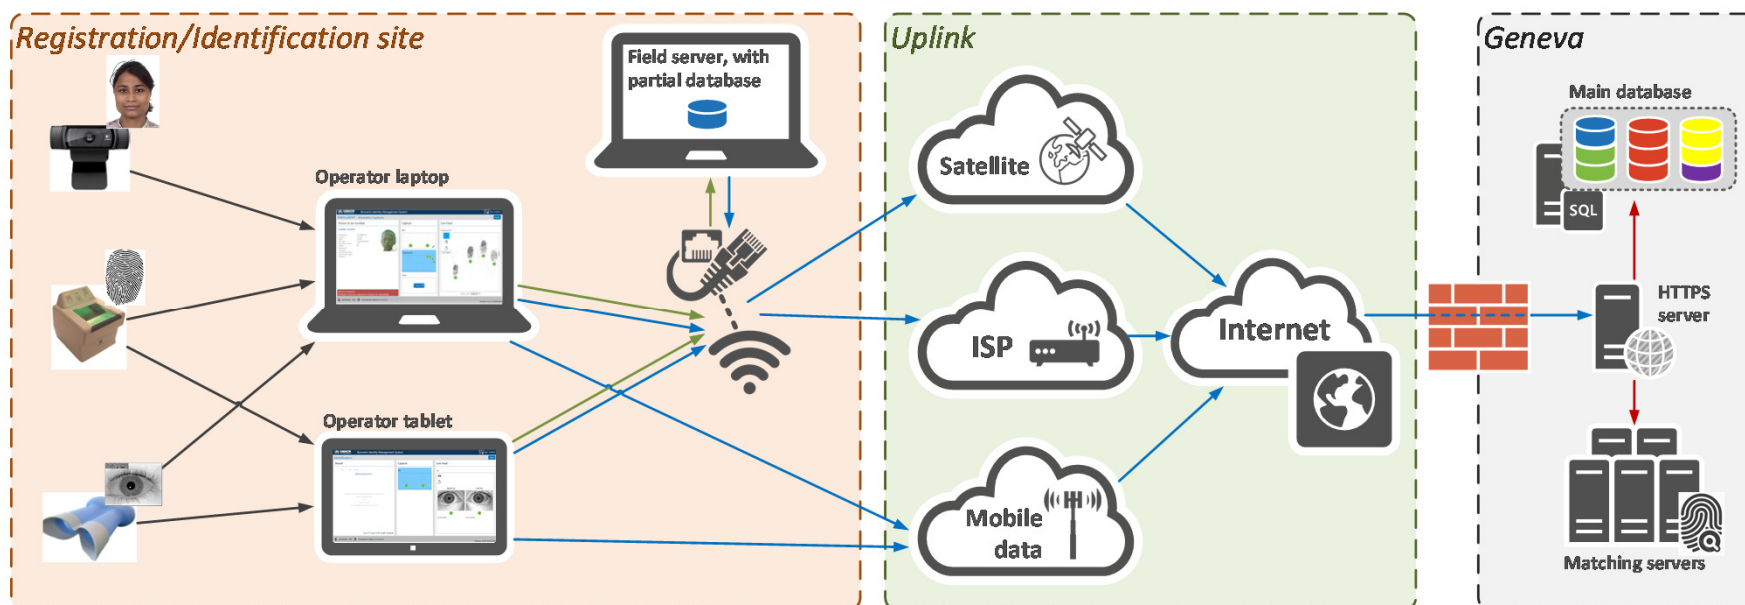 Registration/Identification site
Field server, with
partial database
Operator laptop
Operator tablet
Uplink
Satellite
ISP
Internet
Mobile
data
Geneva
Main database
SQL
HTTPS
server
Matching servers